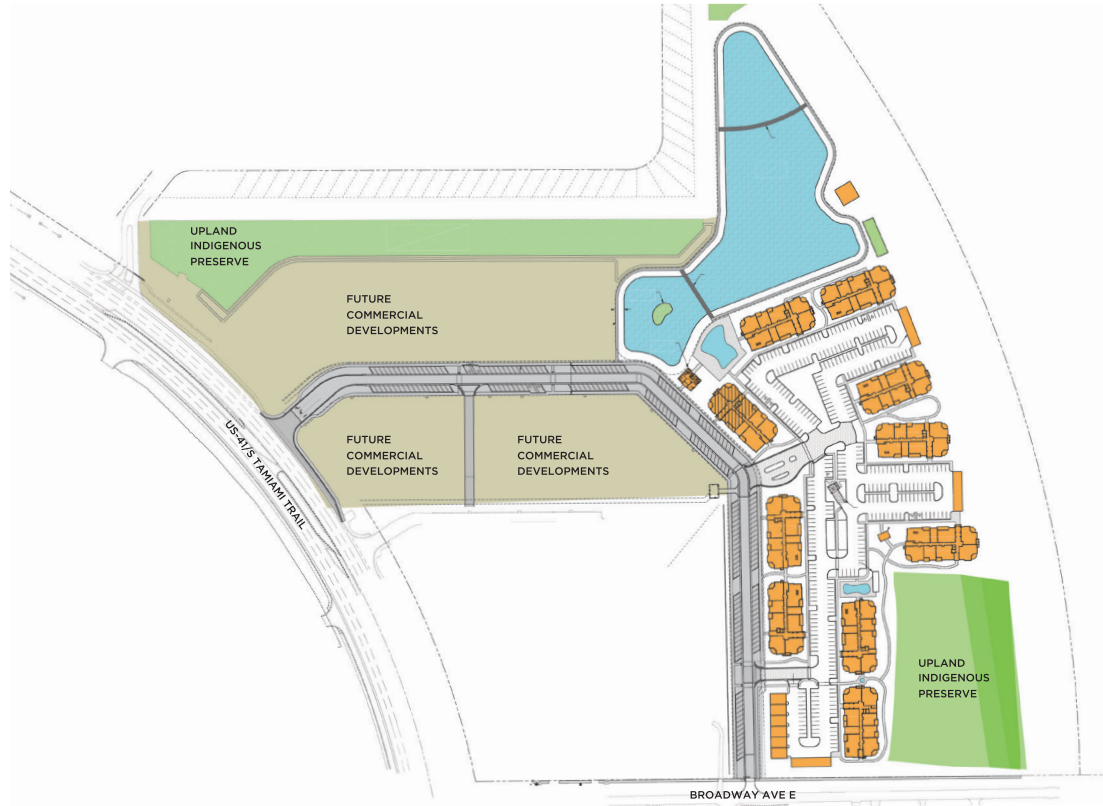 UPLAND
INDIGENOUS
PRESERVE
FUTURE
COMMERCIAL
DEVELOPMENTS
FUTURE
COMMERCIAL
DEVELOPMENTS
FUTURE
COMMERCIAL
DEVELOPMENTS
US-41/S TAMIAMI TRAIL
UPLAND
INDIGENOUS
PRESERVE
BROADWAY AVE E